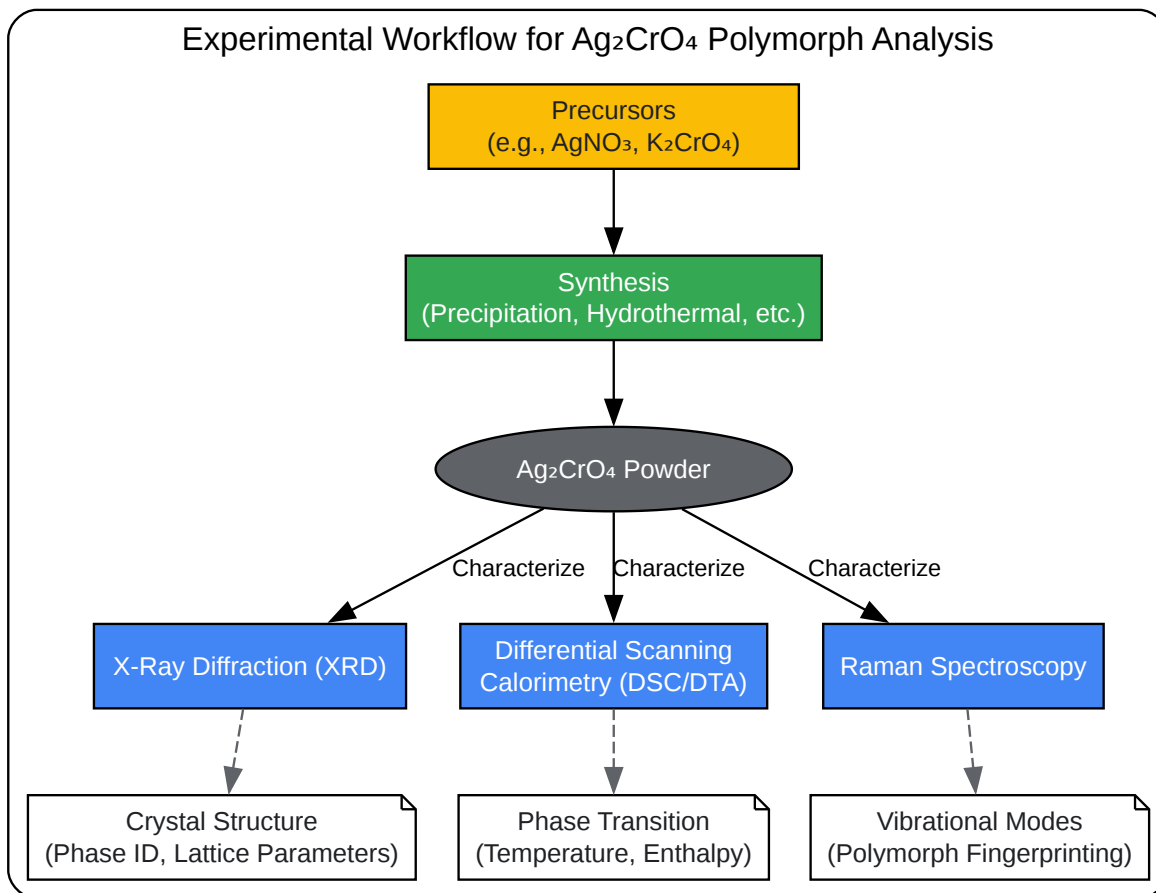 Experimental Workflow for Ag₂CrO₄ Polymorph Analysis
Precursors
(e.g., AgNO₃, K₂CrO₄)
Synthesis
(Precipitation, Hydrothermal, etc.)
Ag₂CrO₄ Powder
Characterize
Characterize
Characterize
X-Ray Diffraction (XRD)
Differential Scanning
Calorimetry (DSC/DTA)
Raman Spectroscopy
Crystal Structure
(Phase ID, Lattice Parameters)
Phase Transition
(Temperature, Enthalpy)
Vibrational Modes
(Polymorph Fingerprinting)